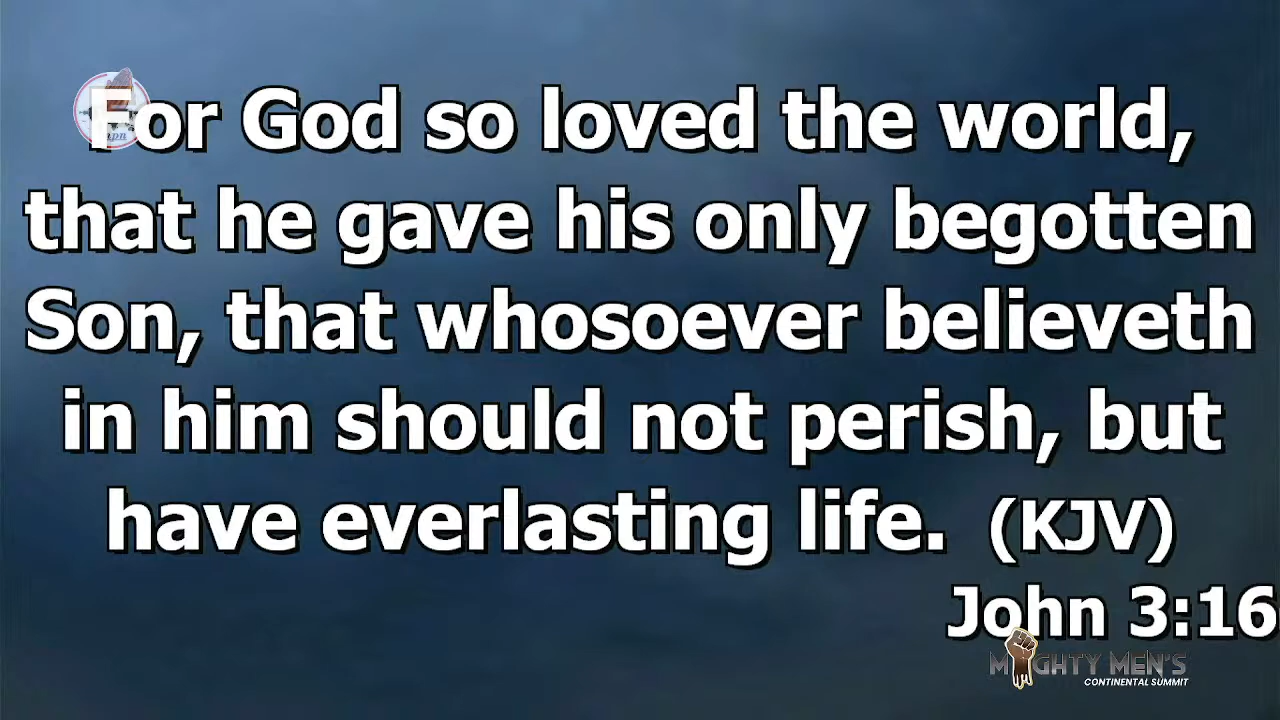 For God so loved the world,
that he gave his only begotten
Son, that whosoever believeth
in him should not perish, but
have everlasting life. (KJV)
John 3:16
MIGHTY MEN'S
CONTINENTAL SUMMIT